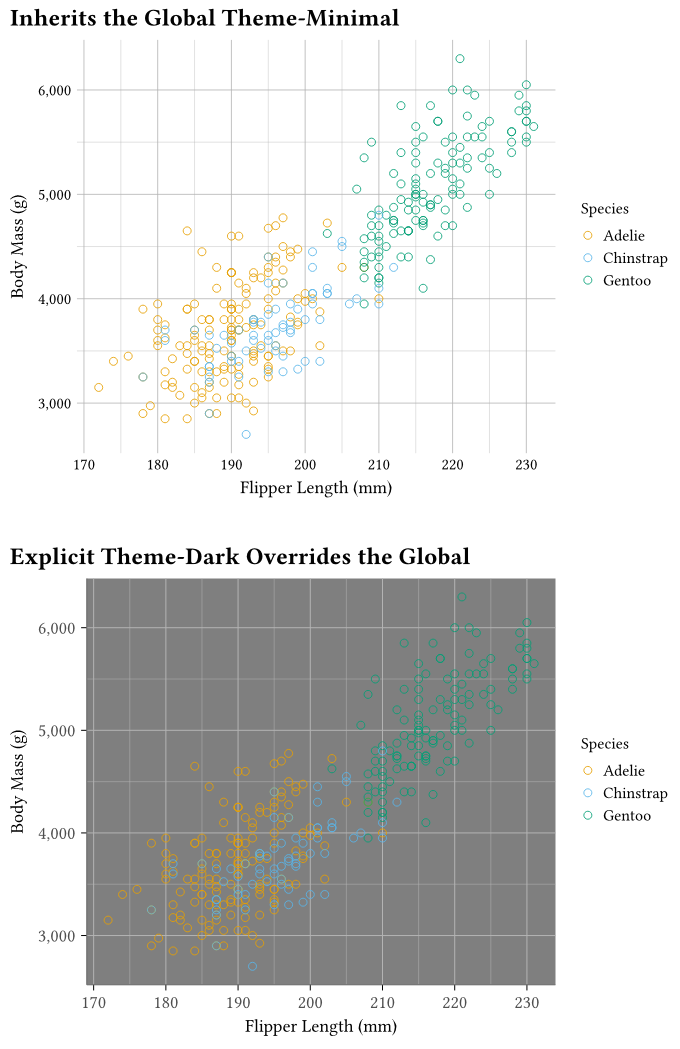 Inherits the Global Theme-Minimal
6,000
5,000
4,000
3,000
Body Mass (g)
170 180 190 200 210 220 230
Flipper Length (mm)
Species
Adelie
Chinstrap
Gentoo
Explicit Theme-Dark Overrides the Global
6,000
5,000
4,000
3,000
Body Mass (g)
170 180 190 200 210 220 230
Flipper Length (mm)
Species
Adelie
Chinstrap
Gentoo